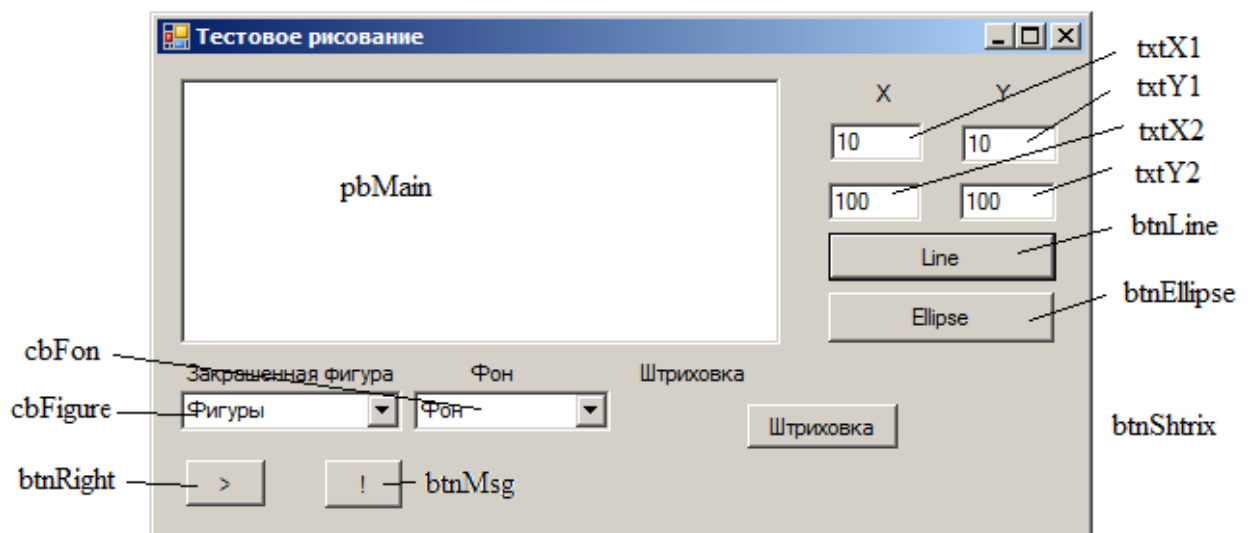 Тестовое рисование
txtX1
X
Y
txtY1
10
10
txtX2
pbMain
txtY2
100
100
btnLine
Line
btnEllipse
Ellipse
cbFon
Закрашенная фигура
Фон
Штриховка
cbFigure
Фигуры
Фон
Штриховка
btnShtrix
btnRight
>
!
btnMsg